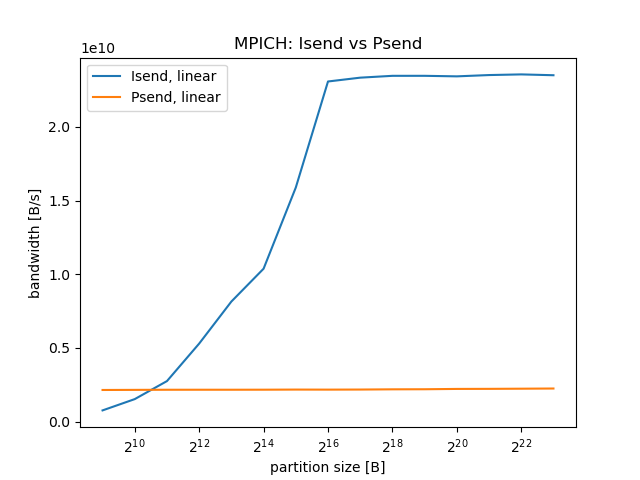 MPICH: Isend vs Psend
1e10
Isend, linear
Psend, linear
2.0
1.5
1.0
0.5
0.0
bandwidth [B/s]
2^10 2^12 2^14 2^16 2^18 2^20 2^22
partition size [B]